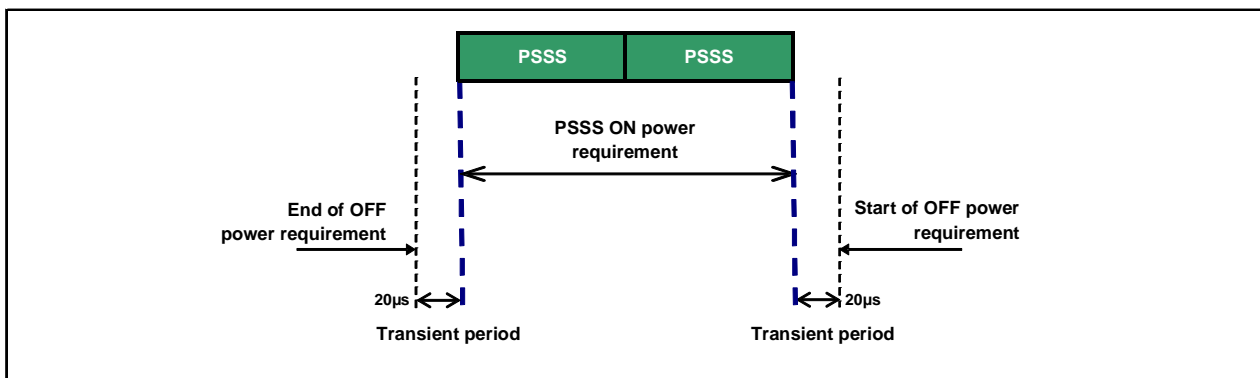 PSSS PSSS
PSSS ON power
requirement
End of OFF
power requirement
Start of OFF power
requirement
20µs
20µs
Transient period
Transient period